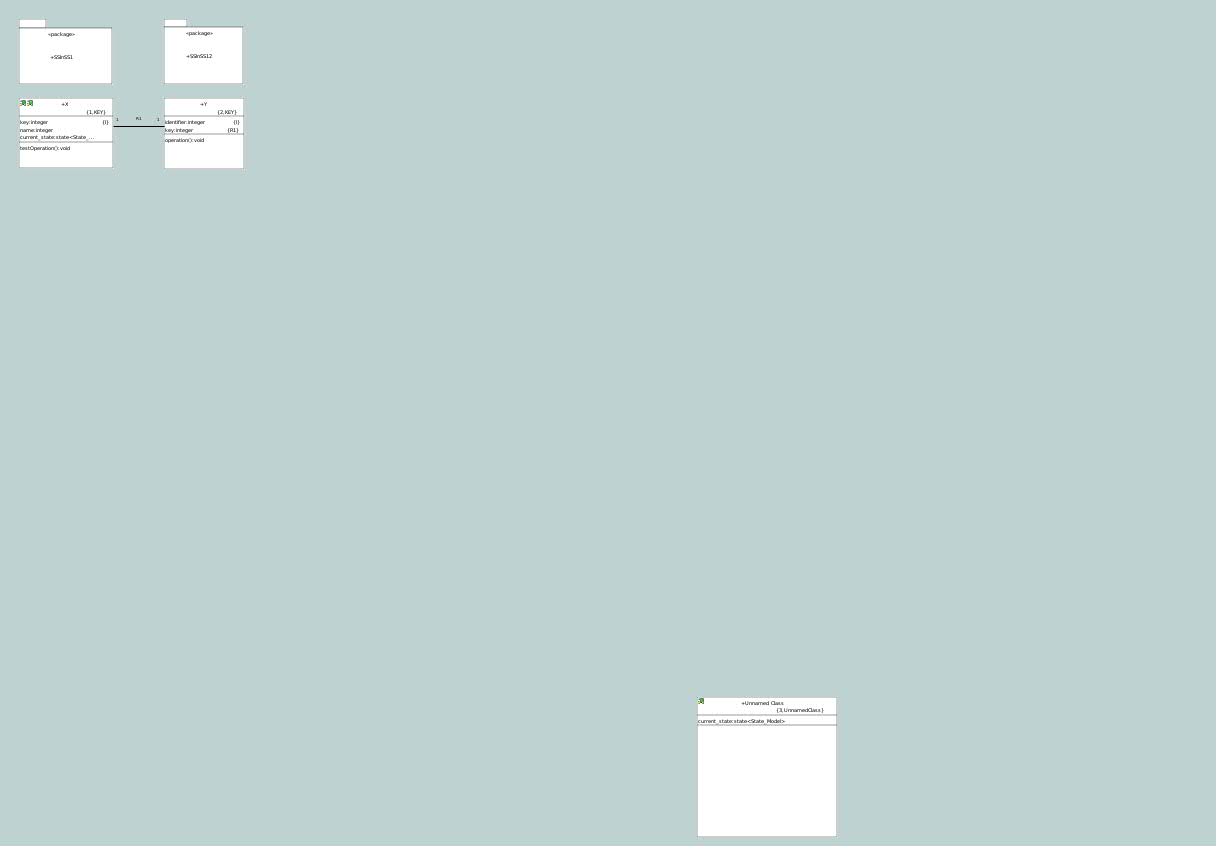 <package>
+SSinSS1
<package>
+SSinSS12
+X
{1,KEY}
key:integer {I}
name:integer
current_state:state<State_...
testOperation():void
1 R1 1
+Y
{2,KEY}
identifier:integer {I}
key:integer {R1}
operation():void
+Unnamed Class
{3,UnnamedClass}
current_state:state<State_Model>